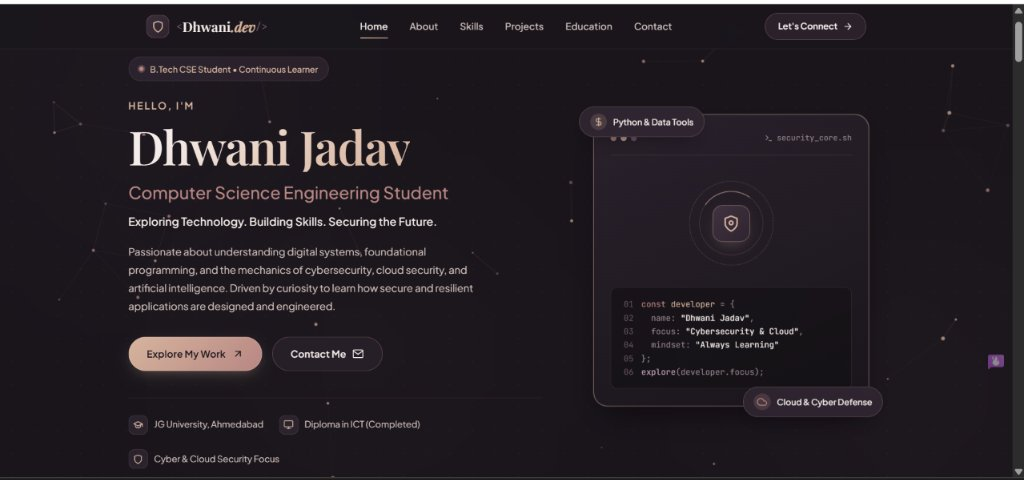 <Dhwani.dev/>
Home About Skills Projects Education Contact
Let's Connect →
B.Tech CSE Student • Continuous Learner
HELLO, I'M
Dhwani Jadav
Computer Science Engineering Student
Exploring Technology. Building Skills. Securing the Future.
Passionate about understanding digital systems, foundational
programming, and the mechanics of cybersecurity, cloud security, and
artificial intelligence. Driven by curiosity to learn how secure and resilient
applications are designed and engineered.
Explore My Work
Contact Me
JG University, Ahmedabad
Diploma in ICT (Completed)
Cyber & Cloud Security Focus
Python & Data Tools
>_ security_core.sh
01 const developer = {
02 name: "Dhwani Jadav",
03 focus: "Cybersecurity & Cloud",
04 mindset: "Always Learning"
05 };
06 explore(developer.focus);
Cloud & Cyber Defense